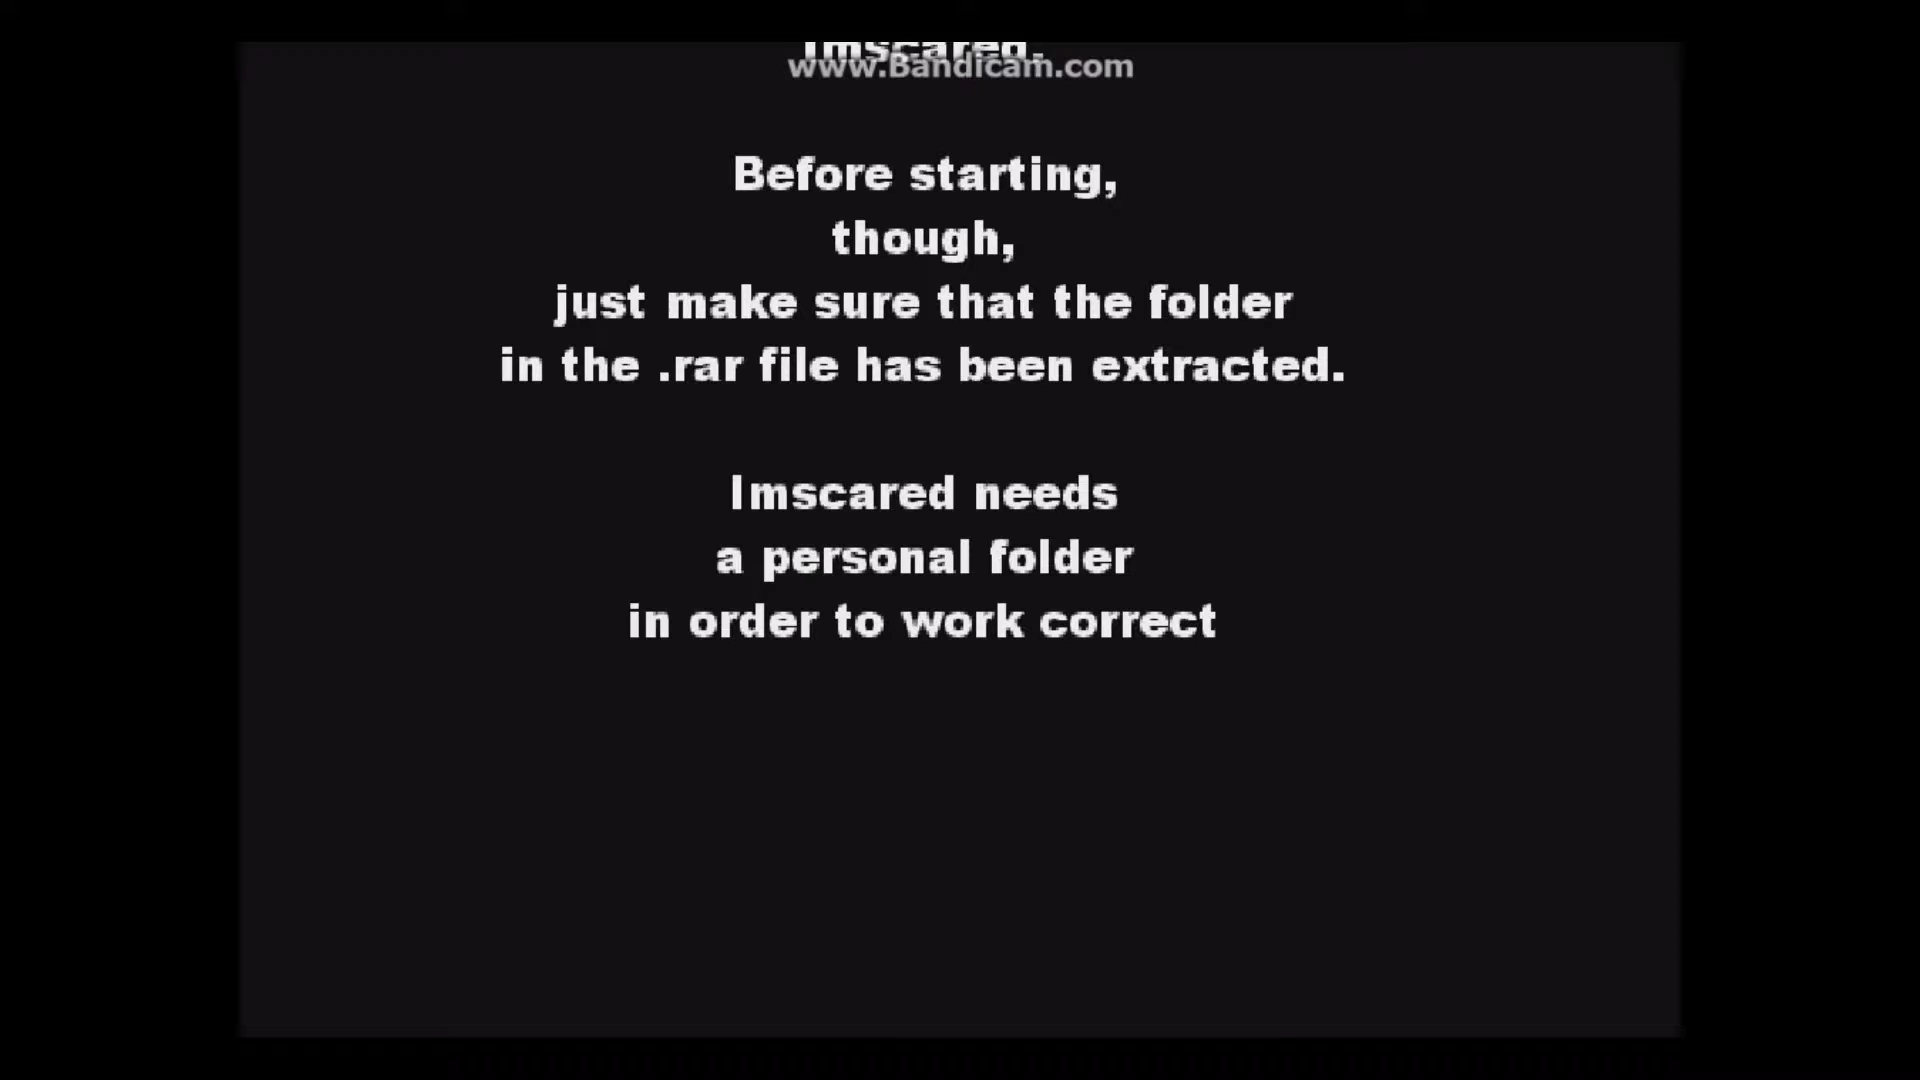 Imscared.
www.Bandicam.com
Before starting,
though,
just make sure that the folder
in the .rar file has been extracted.
Imscared needs
a personal folder
in order to work correct